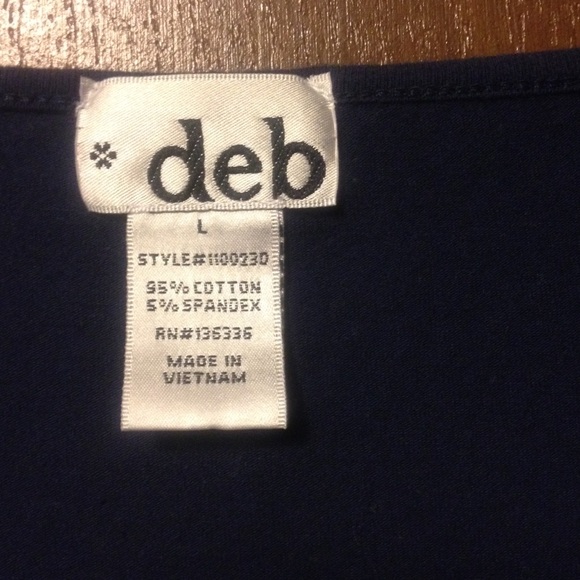 * deb
L
STYLE#1100230
95% COTTON
5% SPANDEX
RN#136336
MADE IN
VIETNAM